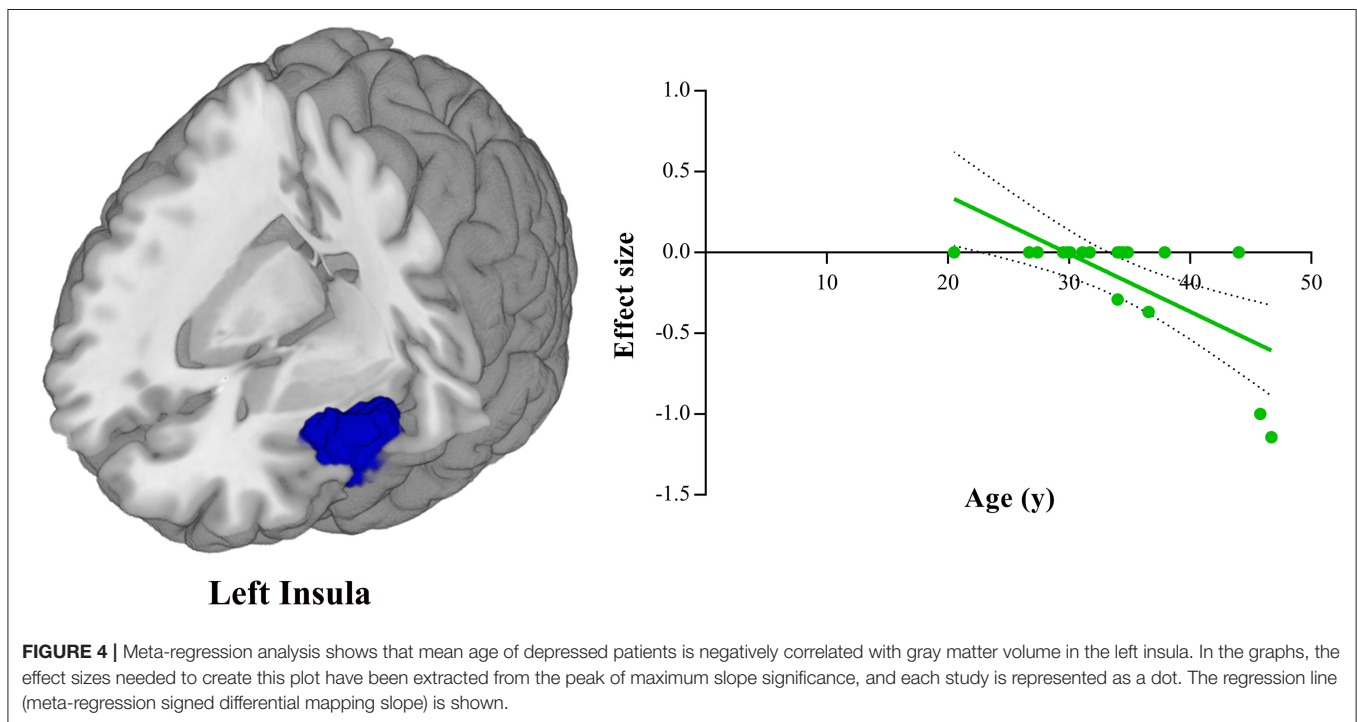 1.0
0.5
0.0
-0.5
-1.0
-1.5
Effect size
10 20 30 40 50
Age (y)
Left Insula
FIGURE 4 | Meta-regression analysis shows that mean age of depressed patients is negatively correlated with gray matter volume in the left insula. In the graphs, the
effect sizes needed to create this plot have been extracted from the peak of maximum slope significance, and each study is represented as a dot. The regression line
(meta-regression signed differential mapping slope) is shown.